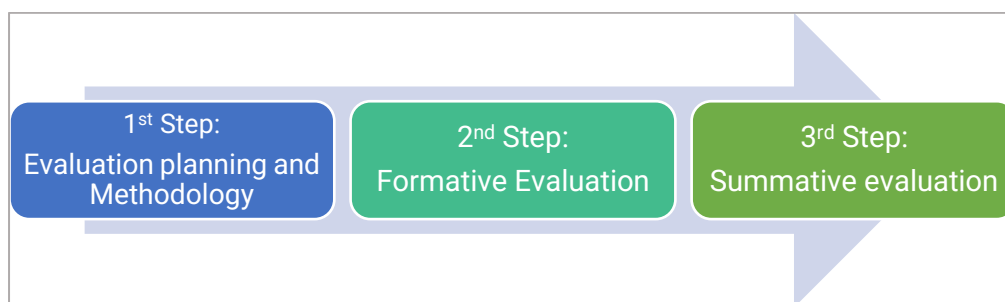 1st Step:
Evaluation planning and
Methodology
2nd Step:
Formative Evaluation
3rd Step:
Summative evaluation